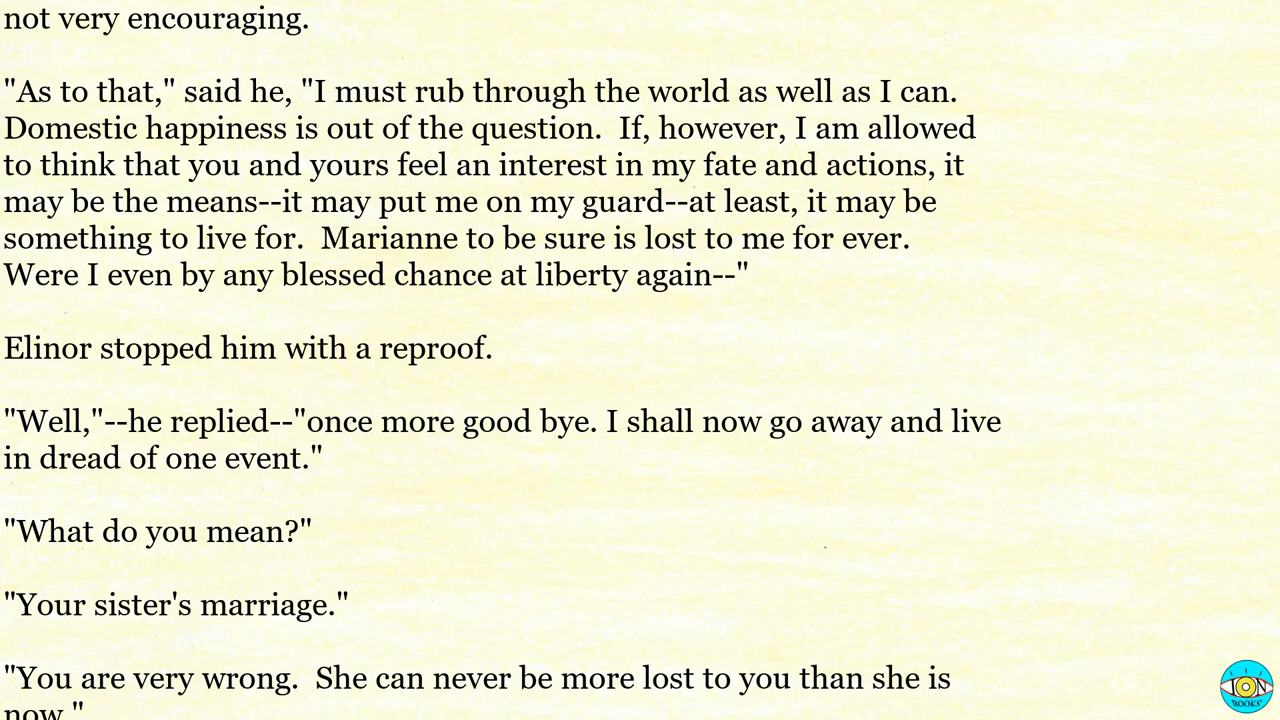 not very encouraging.
"As to that," said he, "I must rub through the world as well as I can.
Domestic happiness is out of the question.  If, however, I am allowed
to think that you and yours feel an interest in my fate and actions, it
may be the means--it may put me on my guard--at least, it may be
something to live for.  Marianne to be sure is lost to me for ever.
Were I even by any blessed chance at liberty again--"
Elinor stopped him with a reproof.
"Well,"--he replied--"once more good bye. I shall now go away and live
in dread of one event."
"What do you mean?"
"Your sister's marriage."
"You are very wrong.  She can never be more lost to you than she is
now."
ION
BOOKS